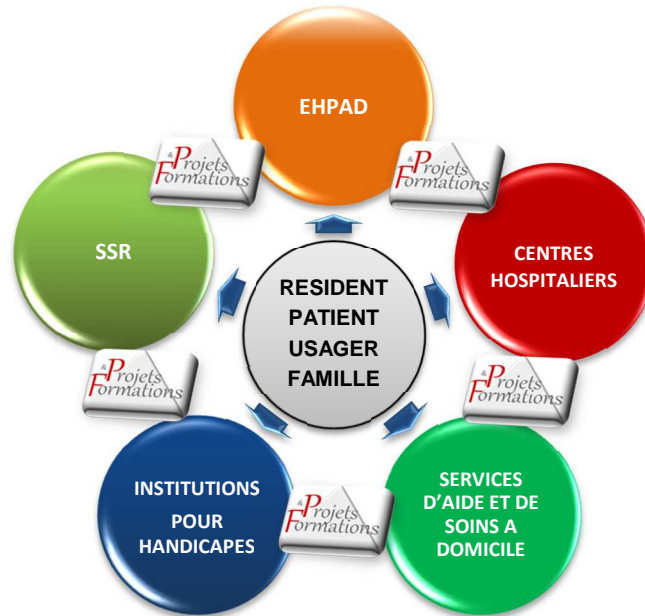 EHPAD
& Projets
Formations
& Projets
Formations
SSR
CENTRES
HOSPITALIERS
RESIDENT
PATIENT
USAGER
FAMILLE
& Projets
Formations
& Projets
Formations
INSTITUTIONS
POUR
HANDICAPES
& Projets
Formations
SERVICES
D'AIDE ET DE
SOINS A
DOMICILE